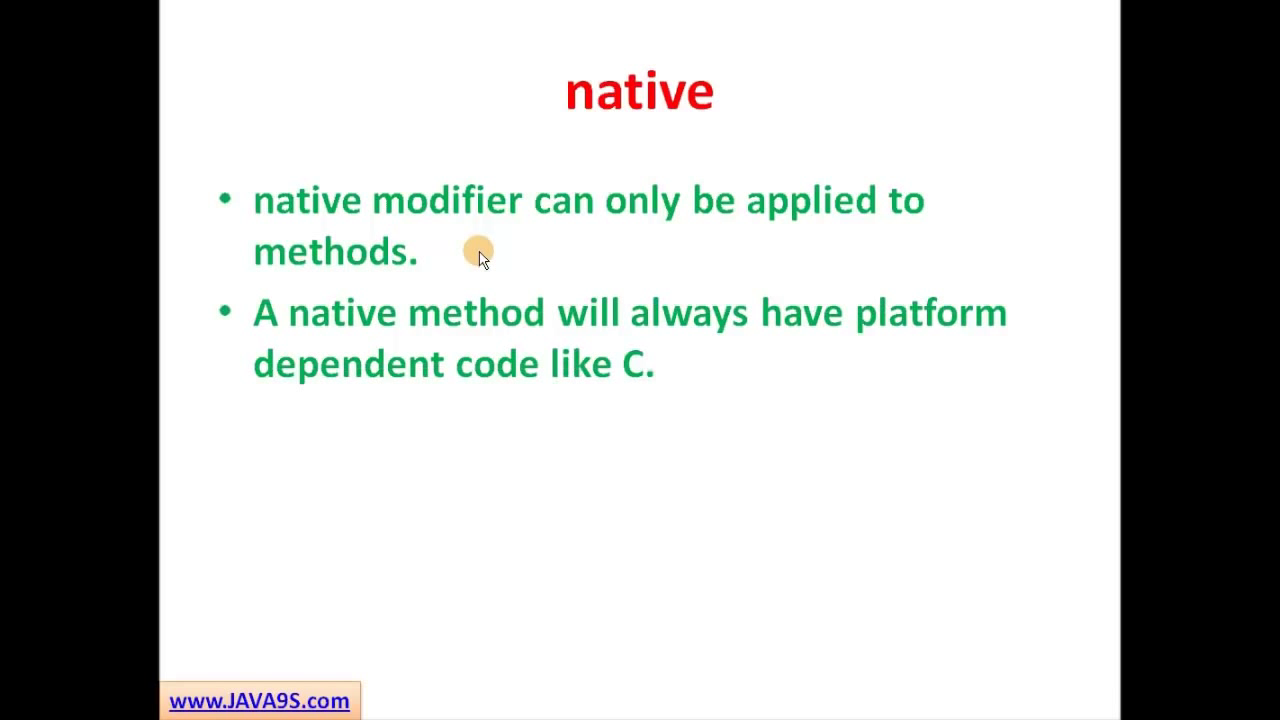 native
• native modifier can only be applied to
methods.
• A native method will always have platform
dependent code like C.
www.JAVA9S.com